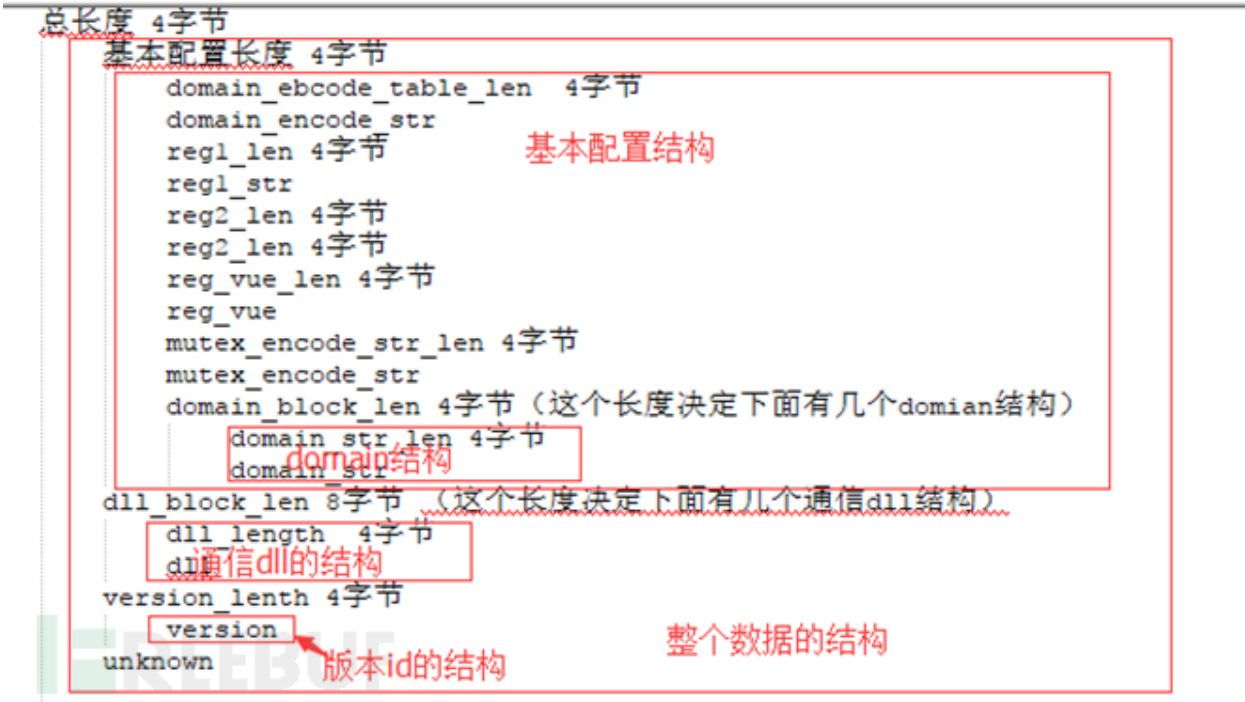 总长度 4字节
基本配置长度 4字节
domain_ebcode_table_len 4字节
domain_encode_str
基本配置结构
reg1_len 4字节
reg1_str
reg2_len 4字节
reg2_len 4字节
reg_vue_len 4字节
reg_vue
mutex_encode_str_len 4字节
mutex_encode_str
domain_block_len 4字节（这个长度决定下面有几个domian结构）
domain_str_len 4字节
domain结构
domain_str
dll_block_len 8字节 （这个长度决定下面有几个通信dll结构）
dll_length 4字节
通信dll的结构
dll
version_lenth 4字节
version
整个数据的结构
unknown
版本id的结构
FREEBUF